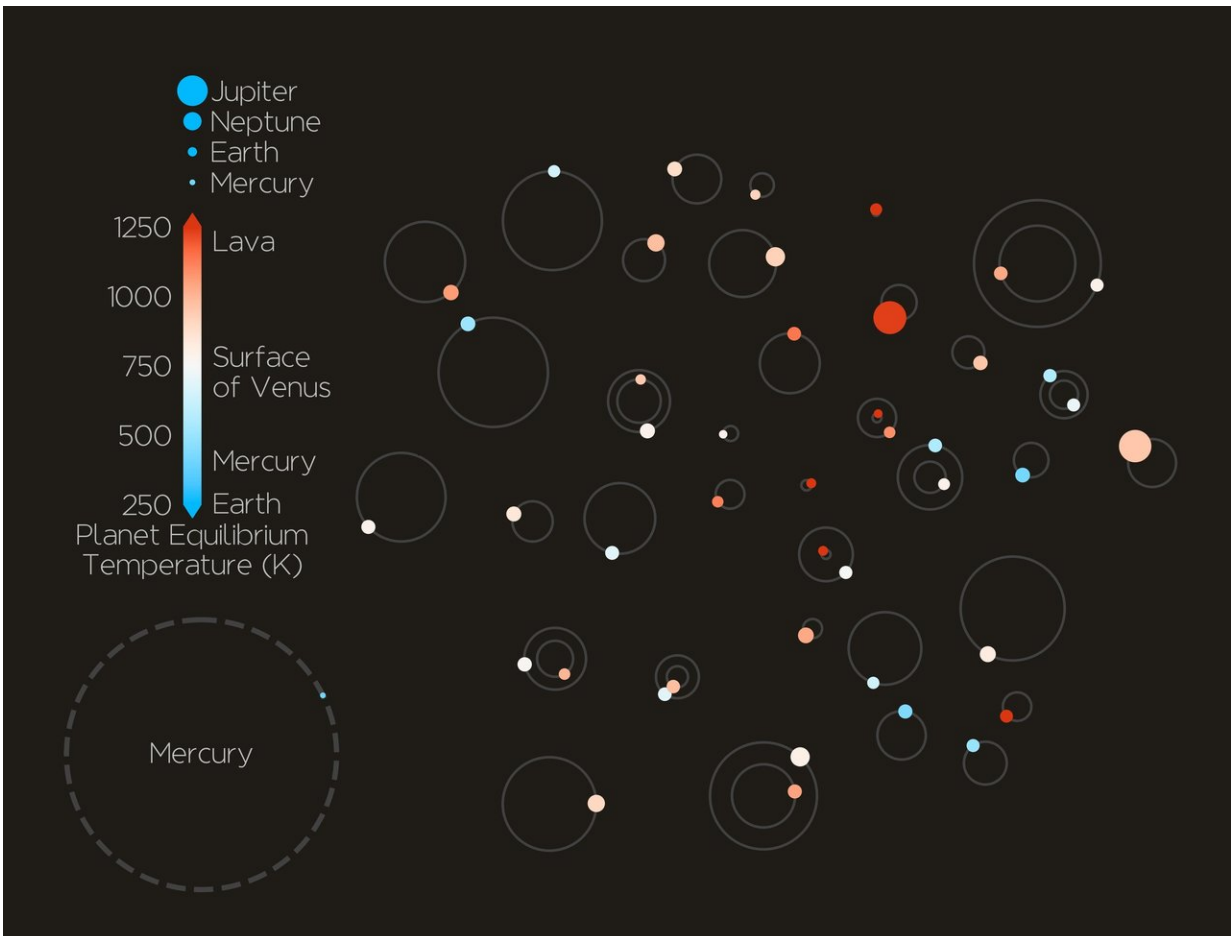 Jupiter
Neptune
Earth
Mercury
1250
Lava
1000
750
Surface
of Venus
500
Mercury
250
Earth
Planet Equilibrium
Temperature (K)
Mercury